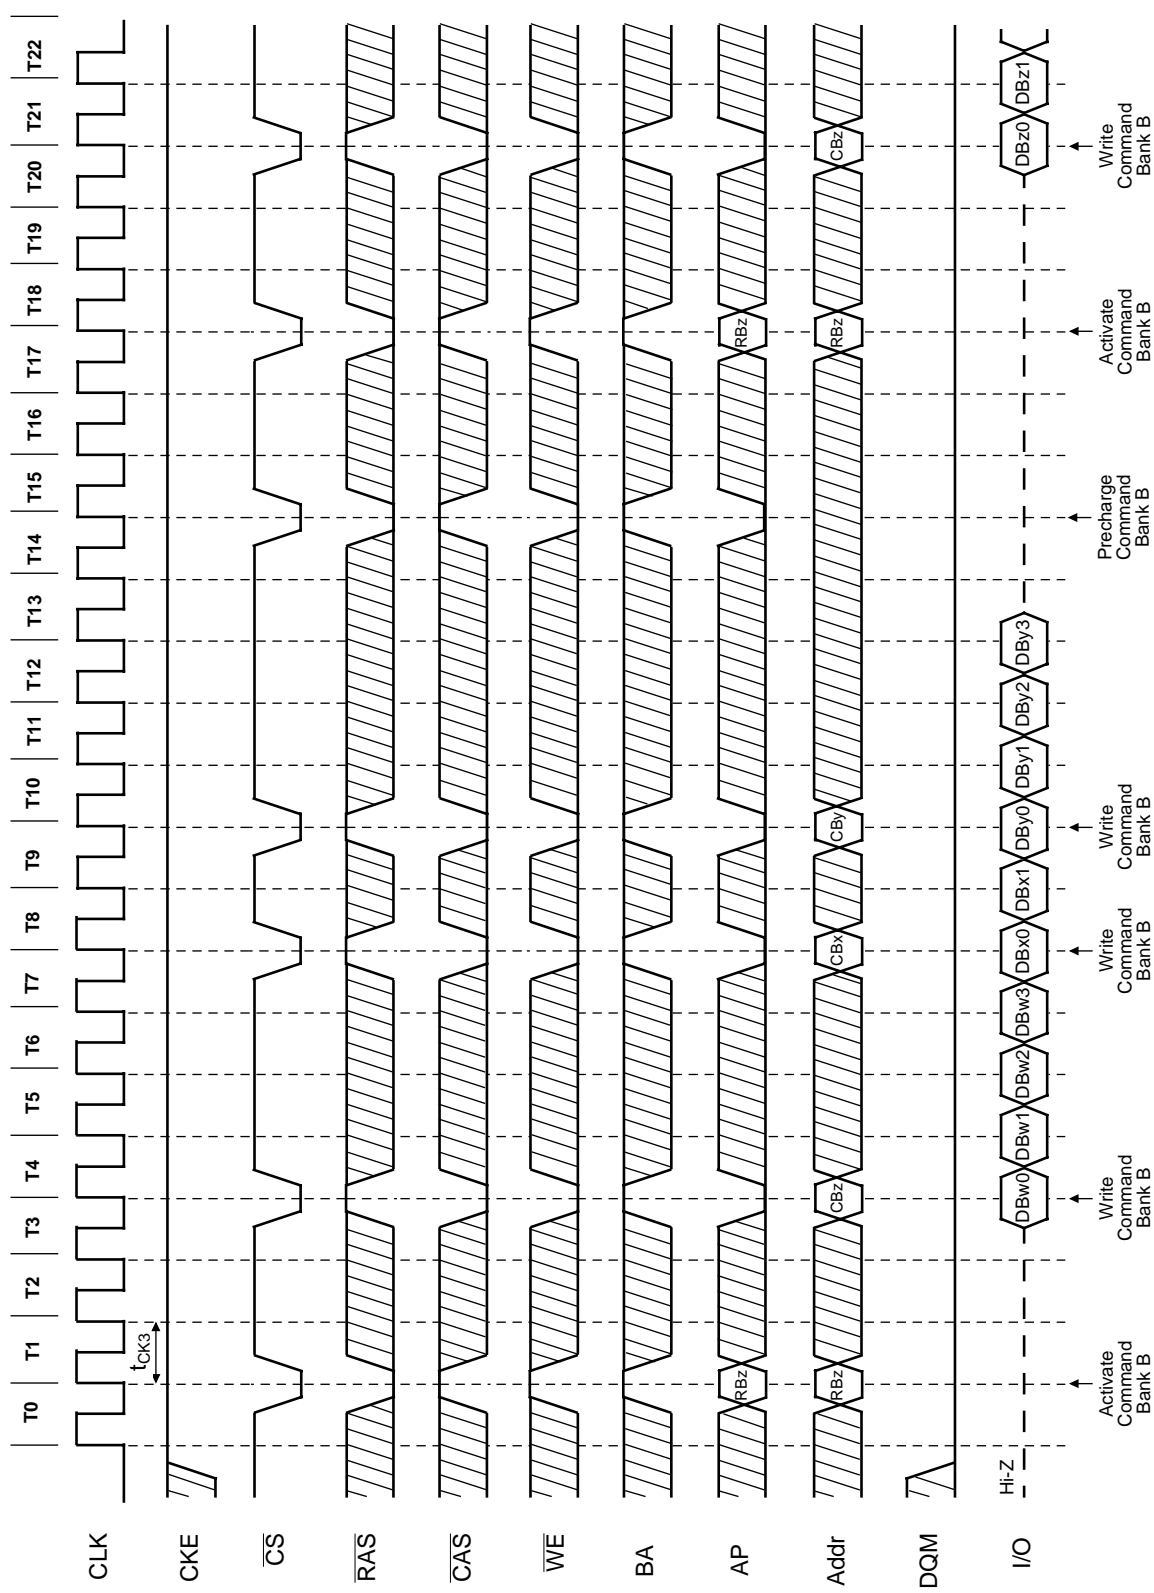 T0 T1 T2 T3 T4 T5 T6 T7 T8 T9 T10 T11 T12 T13 T14 T15 T16 T17 T18 T19 T20 T21 T22
CLK
tCK3
CKE
CS
RAS
CAS
WE
BA
AP RBz RBz
Addr RBz CBz CBx CBy RBz CBz
DQM
I/O Hi-Z DBw0 DBw1 DBw2 DBw3 DBx0 DBx1 DBy0 DBy1 DBy2 DBy3 DBz0 DBz1
Activate
Command
Bank B
Write
Command
Bank B
Write
Command
Bank B
Write
Command
Bank B
Precharge
Command
Bank B
Activate
Command
Bank B
Write
Command
Bank B